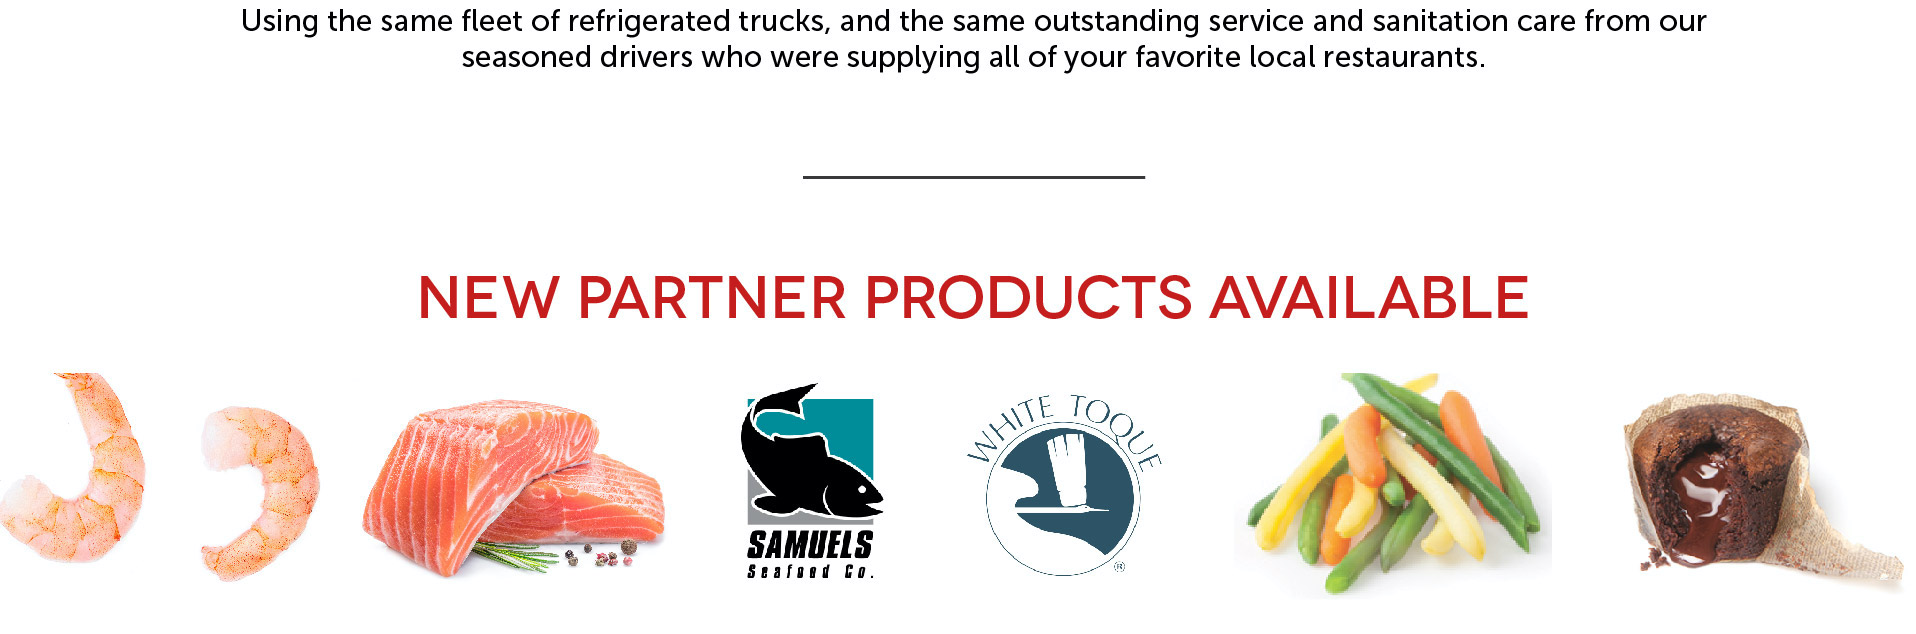 Using the same fleet of refrigerated trucks, and the same outstanding service and sanitation care from our
seasoned drivers who were supplying all of your favorite local restaurants.
NEW PARTNER PRODUCTS AVAILABLE
SAMUELS
Seafood Co.
WHITE TOQUE
®